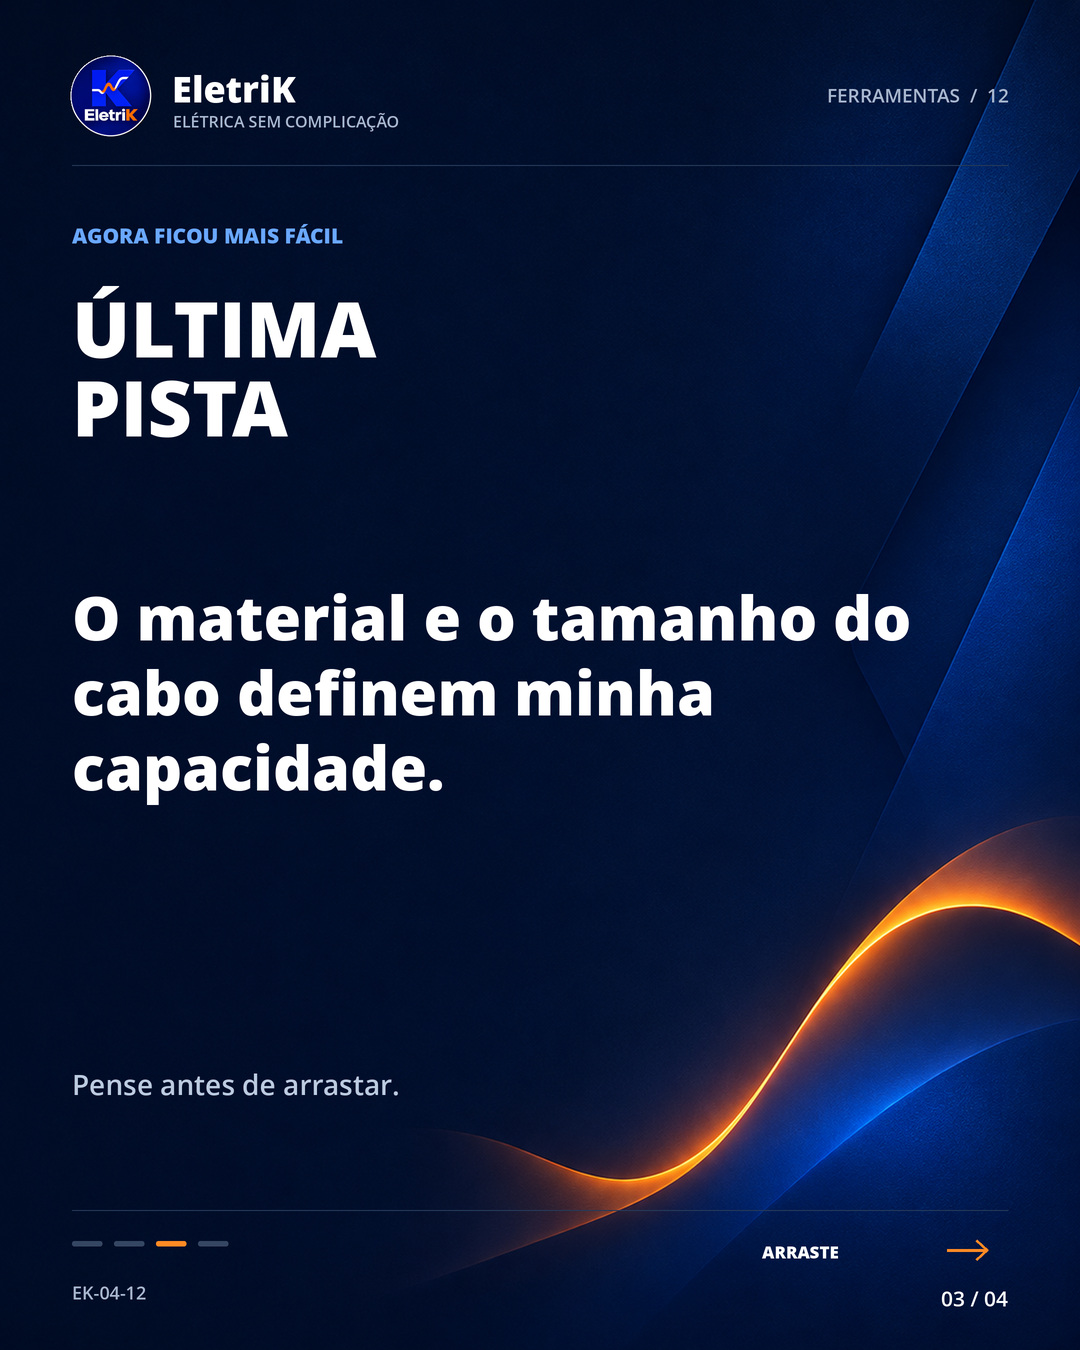 EletriK
EletriK
ELÉTRICA SEM COMPLICAÇÃO
FERRAMENTAS / 12
AGORA FICOU MAIS FÁCIL
ÚLTIMA
PISTA
O material e o tamanho do
cabo definem minha
capacidade.
Pense antes de arrastar.
ARRASTE
EK-04-12
03 / 04